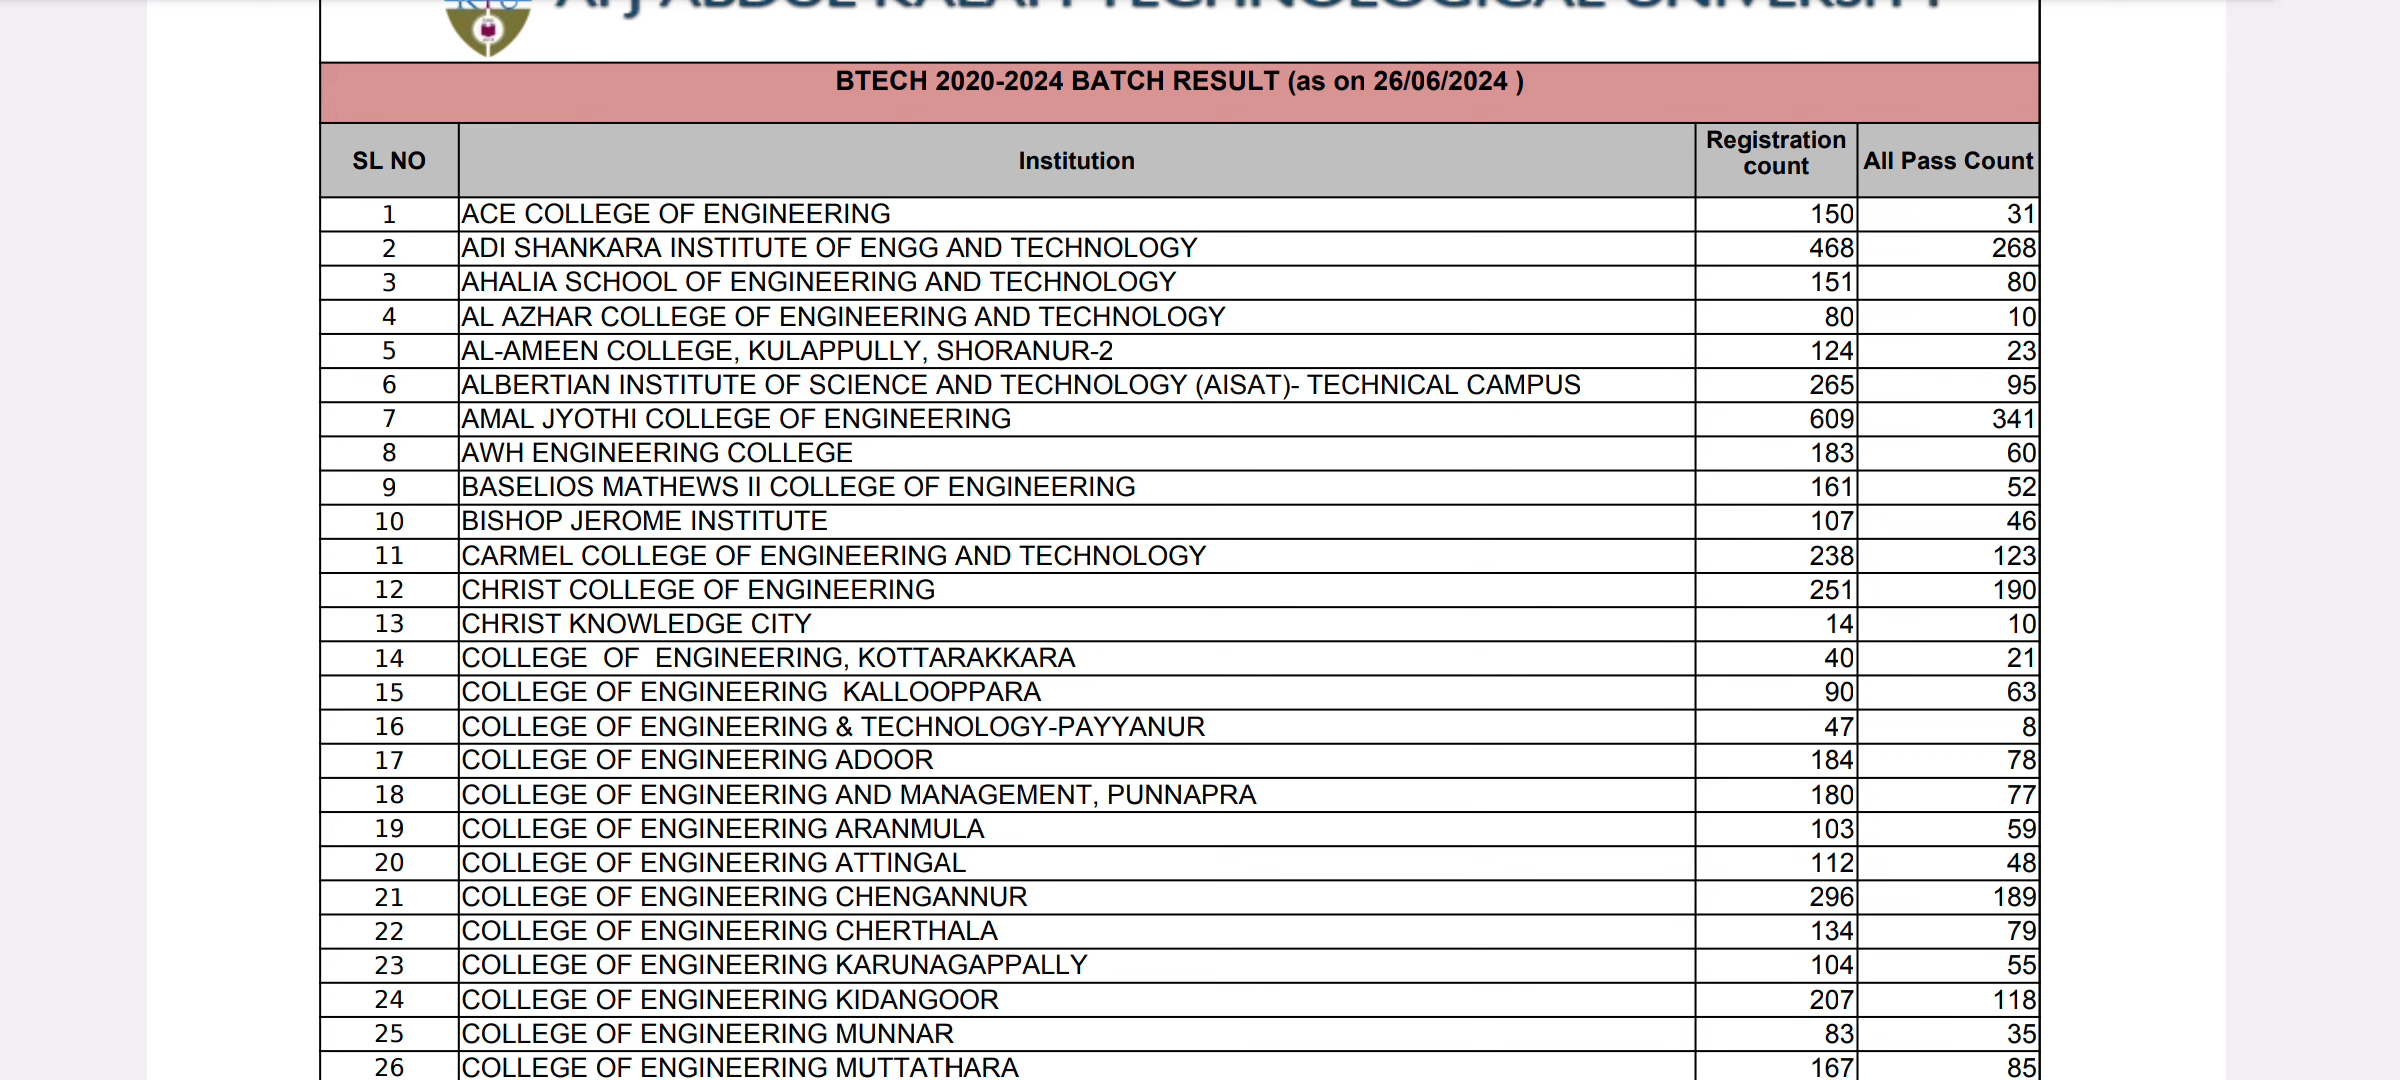 APJ ABDUL KALAM TECHNOLOGICAL UNIVERSITY
BTECH 2020-2024 BATCH RESULT (as on 26/06/2024 )
SL NO Institution Registration count All Pass Count
1 ACE COLLEGE OF ENGINEERING 150 31
2 ADI SHANKARA INSTITUTE OF ENGG AND TECHNOLOGY 468 268
3 AHALIA SCHOOL OF ENGINEERING AND TECHNOLOGY 151 80
4 AL AZHAR COLLEGE OF ENGINEERING AND TECHNOLOGY 80 10
5 AL-AMEEN COLLEGE, KULAPPULLY, SHORANUR-2 124 23
6 ALBERTIAN INSTITUTE OF SCIENCE AND TECHNOLOGY (AISAT)- TECHNICAL CAMPUS 265 95
7 AMAL JYOTHI COLLEGE OF ENGINEERING 609 341
8 AWH ENGINEERING COLLEGE 183 60
9 BASELIOS MATHEWS II COLLEGE OF ENGINEERING 161 52
10 BISHOP JEROME INSTITUTE 107 46
11 CARMEL COLLEGE OF ENGINEERING AND TECHNOLOGY 238 123
12 CHRIST COLLEGE OF ENGINEERING 251 190
13 CHRIST KNOWLEDGE CITY 14 10
14 COLLEGE  OF  ENGINEERING, KOTTARAKKARA 40 21
15 COLLEGE OF ENGINEERING  KALLOOPPARA 90 63
16 COLLEGE OF ENGINEERING & TECHNOLOGY-PAYYANUR 47 8
17 COLLEGE OF ENGINEERING ADOOR 184 78
18 COLLEGE OF ENGINEERING AND MANAGEMENT, PUNNAPRA 180 77
19 COLLEGE OF ENGINEERING ARANMULA 103 59
20 COLLEGE OF ENGINEERING ATTINGAL 112 48
21 COLLEGE OF ENGINEERING CHENGANNUR 296 189
22 COLLEGE OF ENGINEERING CHERTHALA 134 79
23 COLLEGE OF ENGINEERING KARUNAGAPPALLY 104 55
24 COLLEGE OF ENGINEERING KIDANGOOR 207 118
25 COLLEGE OF ENGINEERING MUNNAR 83 35
26 COLLEGE OF ENGINEERING MUTTATHARA 167 85